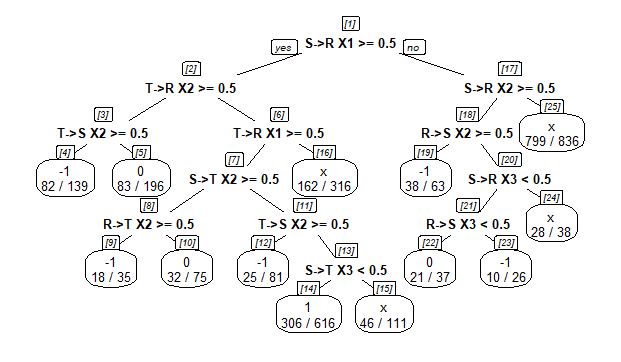 [1]
S->R X1 >= 0.5
yes no
[2] [17]
T->R X2 >= 0.5 S->R X2 >= 0.5
[3] [6] [18] [25]
T->S X2 >= 0.5 T->R X1 >= 0.5 R->S X2 >= 0.5 x
799 / 836
[4] [5] [7] [16] [19] [20]
-1 0 S->T X2 >= 0.5 x -1 S->R X3 < 0.5
82 / 139 83 / 196 162 / 316 38 / 63
[8] [11] [21] [24]
R->T X2 >= 0.5 T->S X2 >= 0.5 R->S X3 < 0.5 x
28 / 38
[9] [10] [12] [13] [22] [23]
-1 0 -1 S->T X3 < 0.5 0 -1
18 / 35 32 / 75 25 / 81 21 / 37 10 / 26
[14] [15]
1 x
306 / 616 46 / 111